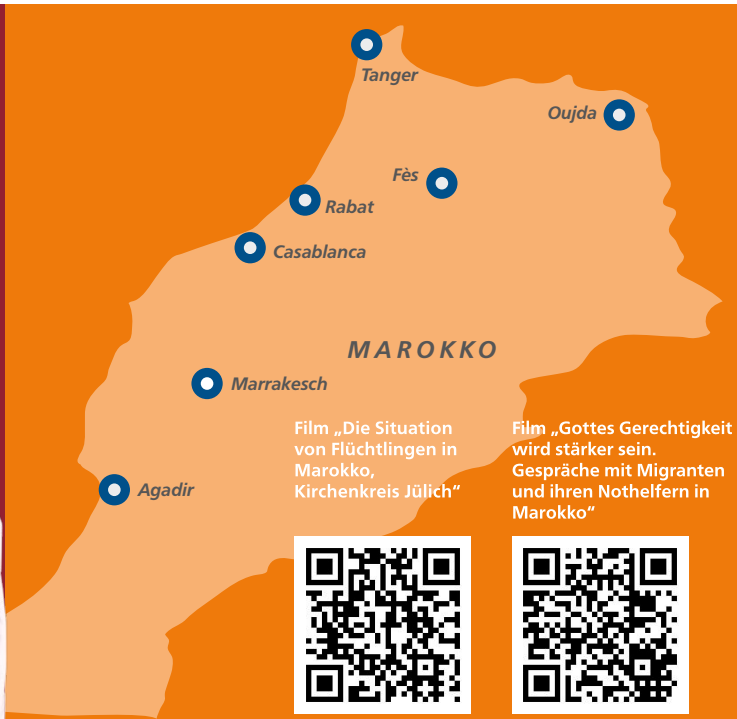 Tanger
Oujda
Fès
Rabat
Casablanca
MAROKKO
Marrakesch
Agadir
Film „Die Situation
von Flüchtlingen in
Marokko,
Kirchenkreis Jülich“
Film „Gottes Gerechtigkeit
wird stärker sein.
Gespräche mit Migranten
und ihren Nothelfern in
Marokko“